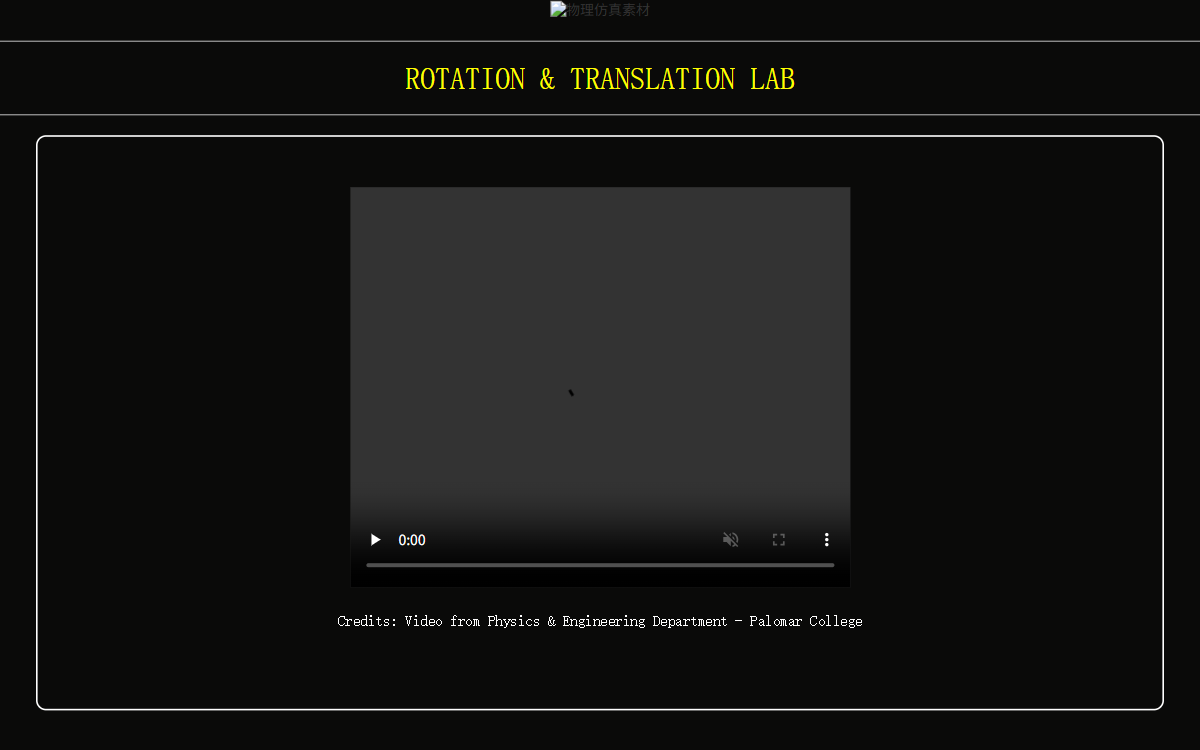 物理仿真素材
ROTATION & TRANSLATION LAB
0:00
Credits: Video from Physics & Engineering Department - Palomar College